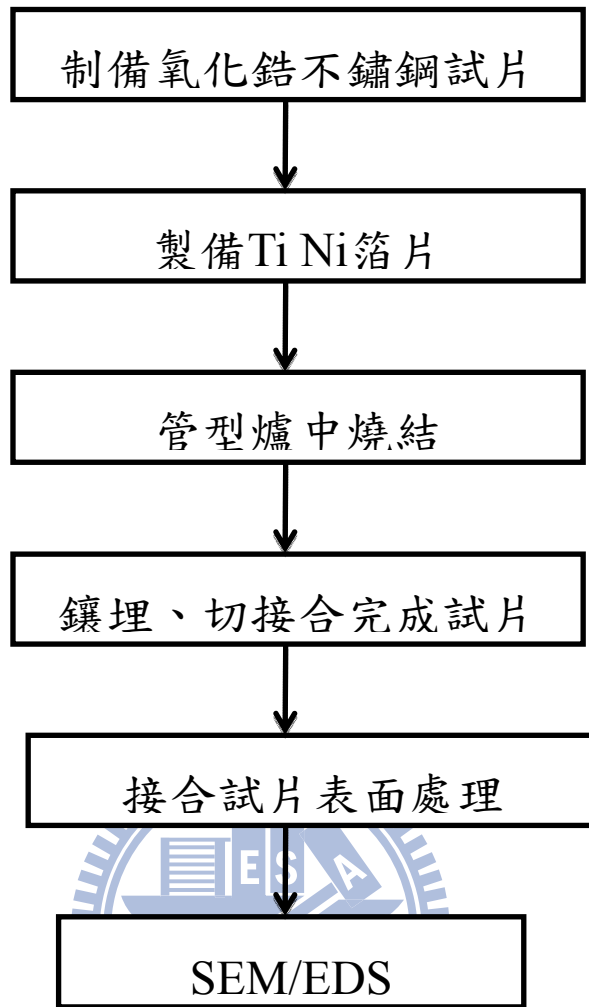 制備氧化鋯不鏽鋼試片
製備Ti Ni箔片
管型爐中燒結
鑲埋、切接合完成試片
接合試片表面處理
ESA
SEM/EDS